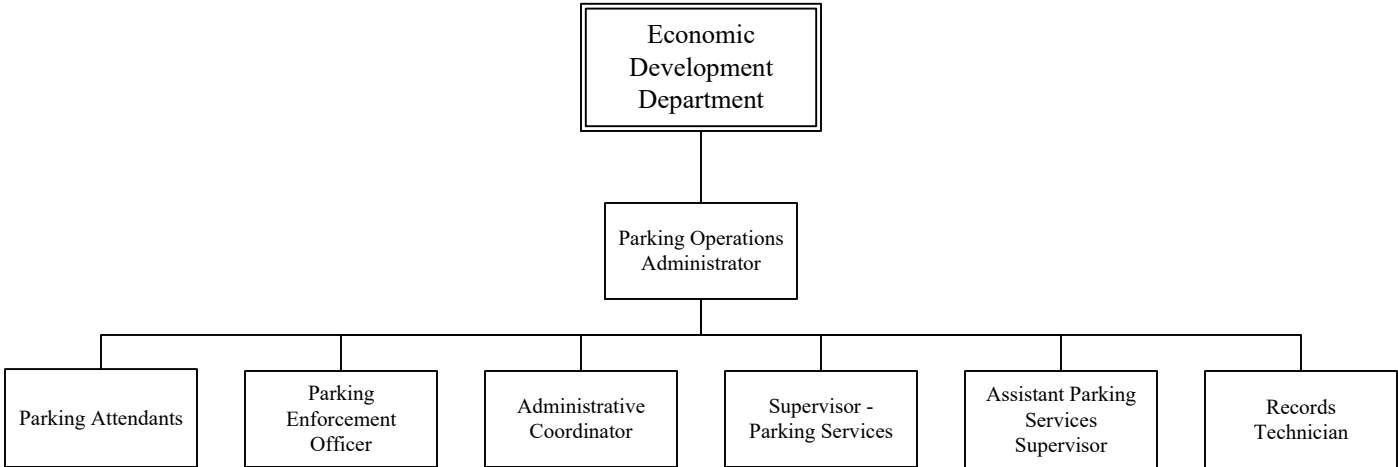 Economic
Development
Department
Parking Operations
Administrator
Parking Attendants
Parking
Enforcement
Officer
Administrative
Coordinator
Supervisor -
Parking Services
Assistant Parking
Services
Supervisor
Records
Technician